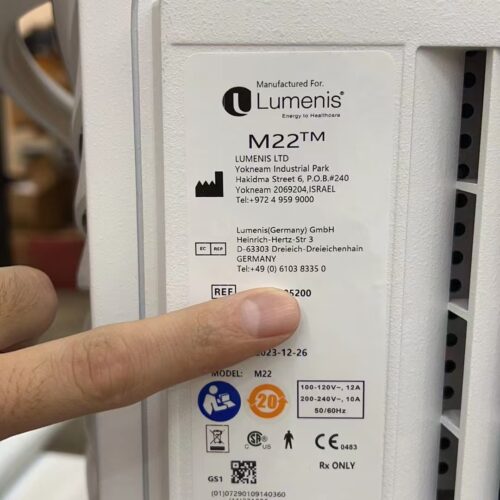 Manufactured For.
Lumenis®
Energy to Healthcare
M22™
LUMENIS LTD
Yokneam Industrial Park
Hakidma Street 6, P.O.B.#240
Yokneam 2069204,ISRAEL
Tel:+972 4 959 9000
Lumenis(Germany) GmbH
Heinrich-Hertz-Str 3
EC REP
D-63303 Dreieich-Dreieichenhain
GERMANY
Tel:+49 (0) 6103 8335 0
REF
2023-12-26
MODEL: M22
20
100-120V~, 12A
200-240V~, 10A
50/60Hz
C US
CE 0483
Rx ONLY
GS1
(01)07290109140360